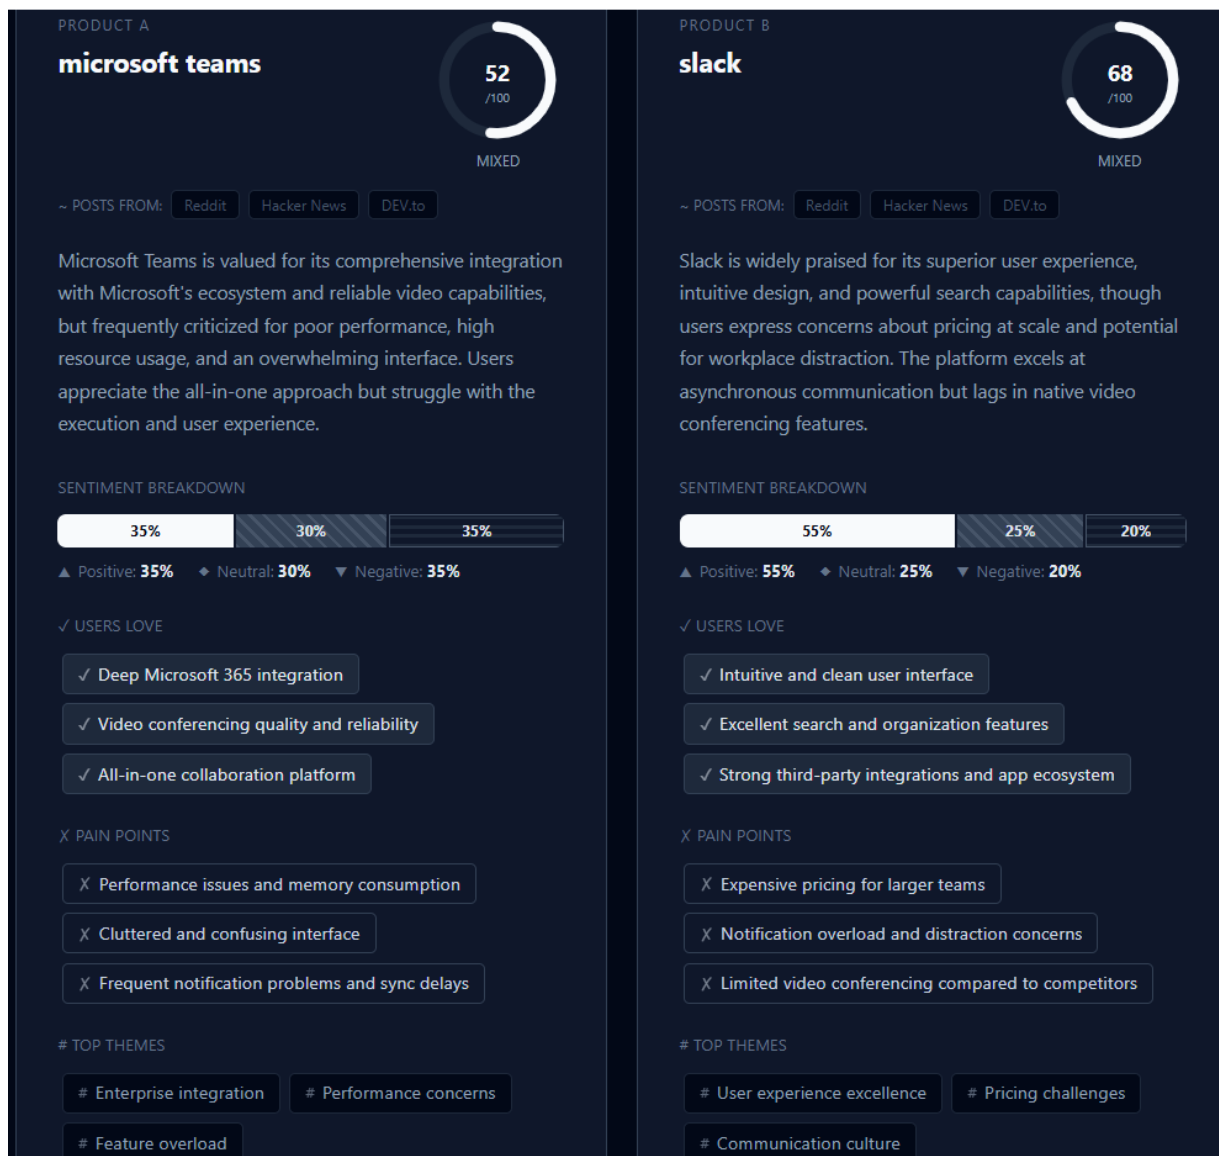 PRODUCT A
microsoft teams
52
/100
MIXED
~ POSTS FROM: Reddit Hacker News DEV.to
Microsoft Teams is valued for its comprehensive integration
with Microsoft's ecosystem and reliable video capabilities,
but frequently criticized for poor performance, high
resource usage, and an overwhelming interface. Users
appreciate the all-in-one approach but struggle with the
execution and user experience.
SENTIMENT BREAKDOWN
35% 30% 35%
▲ Positive: 35% ◆ Neutral: 30% ▼ Negative: 35%
✓ USERS LOVE
✓ Deep Microsoft 365 integration
✓ Video conferencing quality and reliability
✓ All-in-one collaboration platform
✗ PAIN POINTS
✗ Performance issues and memory consumption
✗ Cluttered and confusing interface
✗ Frequent notification problems and sync delays
# TOP THEMES
# Enterprise integration # Performance concerns
# Feature overload
PRODUCT B
slack
68
/100
MIXED
~ POSTS FROM: Reddit Hacker News DEV.to
Slack is widely praised for its superior user experience,
intuitive design, and powerful search capabilities, though
users express concerns about pricing at scale and potential
for workplace distraction. The platform excels at
asynchronous communication but lags in native video
conferencing features.
SENTIMENT BREAKDOWN
55% 25% 20%
▲ Positive: 55% ◆ Neutral: 25% ▼ Negative: 20%
✓ USERS LOVE
✓ Intuitive and clean user interface
✓ Excellent search and organization features
✓ Strong third-party integrations and app ecosystem
✗ PAIN POINTS
✗ Expensive pricing for larger teams
✗ Notification overload and distraction concerns
✗ Limited video conferencing compared to competitors
# TOP THEMES
# User experience excellence # Pricing challenges
# Communication culture